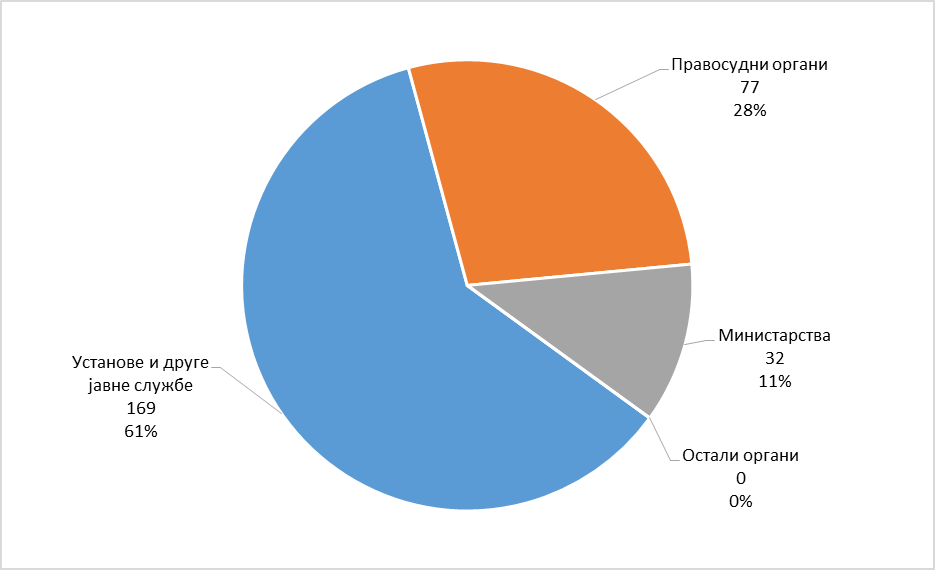 Правосудни органи
77
28%
Министарства
32
11%
Установе и друге
јавне службе
169
61%
Остали органи
0
0%